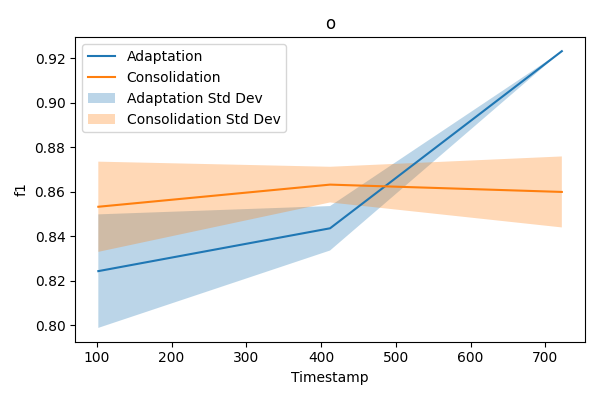 o
Adaptation
Consolidation
Adaptation Std Dev
Consolidation Std Dev
f1
0.92
0.90
0.88
0.86
0.84
0.82
0.80
100 200 300 400 500 600 700
Timestamp